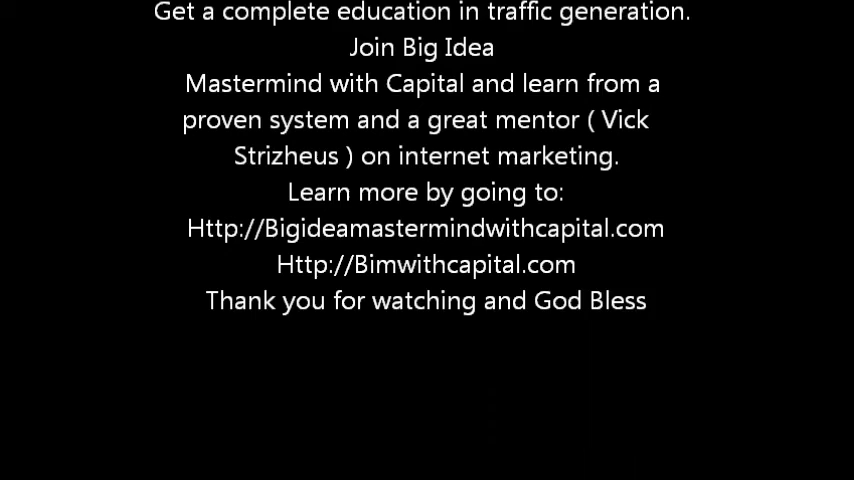 Get a complete education in traffic generation.
Join Big Idea
Mastermind with Capital and learn from a
proven system and a great mentor ( Vick
Strizheus ) on internet marketing.
Learn more by going to:
Http://Bigideamastermindwithcapital.com
Http://Bimwithcapital.com
Thank you for watching and God Bless